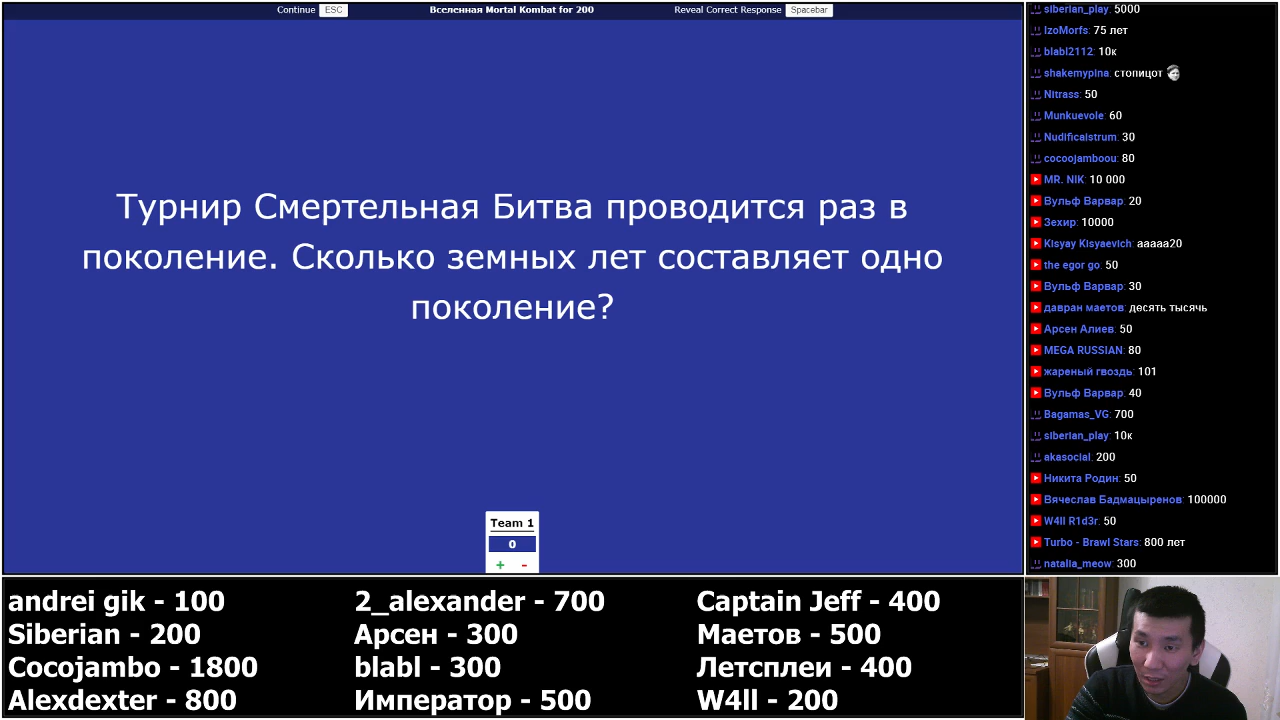 Continue ESC Вселенная Mortal Kombat for 200 Reveal Correct Response Spacebar
Турнир Смертельная Битва проводится раз в
поколение. Сколько земных лет составляет одно
поколение?
Team 1
0
+ -
siberian_play: 5000
IzoMorfs: 75 лет
blabl2112: 10к
shakemypina: стопицот
Nitrass: 50
Munkuevole: 60
Nudificaistrum: 30
cocoojamboou: 80
MR. NIK: 10 000
Вульф Варвар: 20
Зехир: 10000
Kisyay Kisyaevich: ааааа20
the egor go: 50
Вульф Варвар: 30
давран маетов: десять тысячь
Арсен Алиев: 50
MEGA RUSSIAN: 80
жареный гвоздь: 101
Вульф Варвар: 40
Bagamas_VG: 700
siberian_play: 10к
akasocial: 200
Никита Родин: 50
Вячеслав Бадмацыренов: 100000
W4ll R1d3r: 50
Turbo - Brawl Stars: 800 лет
natalia_meow: 300
andrei gik - 100 2_alexander - 700 Captain Jeff - 400
Siberian - 200 Арсен - 300 Маетов - 500
Cocojambo - 1800 blabl - 300 Летсплеи - 400
Alexdexter - 800 Император - 500 W4ll - 200